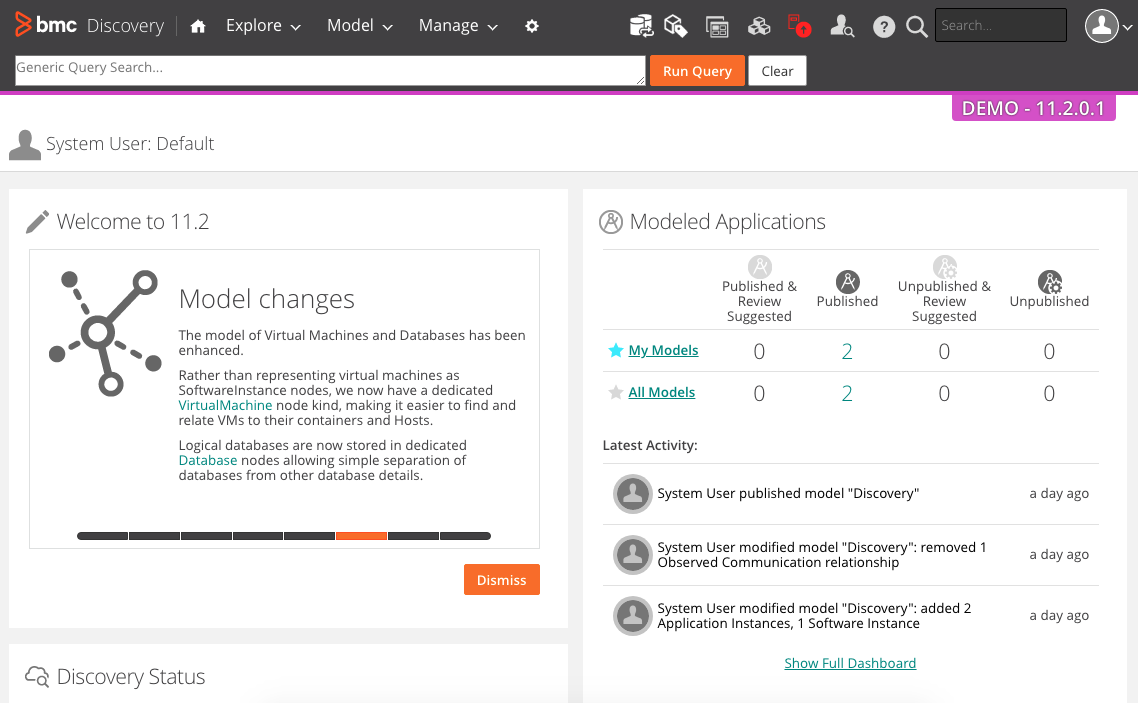 bmc Discovery
Explore
Model
Manage
Search...
Generic Query Search...
Run Query
Clear
DEMO - 11.2.0.1
System User: Default
Welcome to 11.2
Model changes
The model of Virtual Machines and Databases has been
enhanced.
Rather than representing virtual machines as
SoftwareInstance nodes, we now have a dedicated
VirtualMachine node kind, making it easier to find and
relate VMs to their containers and Hosts.
Logical databases are now stored in dedicated
Database nodes allowing simple separation of
databases from other database details.
Dismiss
Discovery Status
Modeled Applications
Published &
Review
Suggested
Published
Unpublished &
Review
Suggested
Unpublished
My Models 0 2 0 0
All Models 0 2 0 0
Latest Activity:
System User published model "Discovery" a day ago
System User modified model "Discovery": removed 1
Observed Communication relationship
a day ago
System User modified model "Discovery": added 2
Application Instances, 1 Software Instance
a day ago
Show Full Dashboard